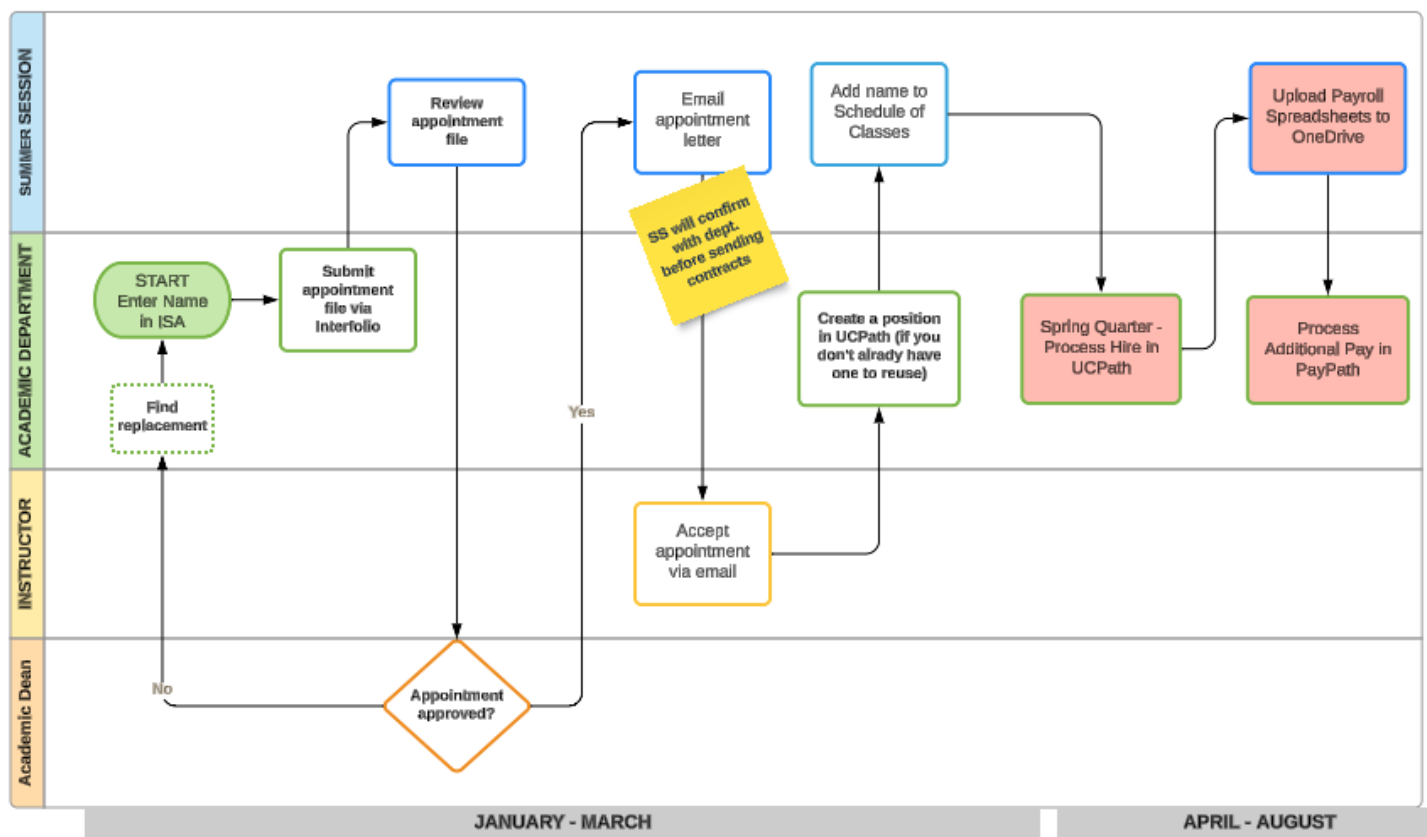 SUMMER SESSION
Review
appointment
file
Email
appointment
letter
Add name to
Schedule of
Classes
Upload Payroll
Spreadsheets to
OneDrive
SS will confirm
with dept.
before sending
contracts
ACADEMIC DEPARTMENT
START
Enter Name
in ISA
Submit
appointment
file via
Interfolio
Create a position
in UCPath (if you
don't alrady have
one to reuse)
Spring Quarter -
Process Hire in
UCPath
Process
Additional Pay in
PayPath
Find
replacement
Yes
INSTRUCTOR
Accept
appointment
via email
Academic Dean
No
Appointment
approved?
JANUARY - MARCH
APRIL - AUGUST